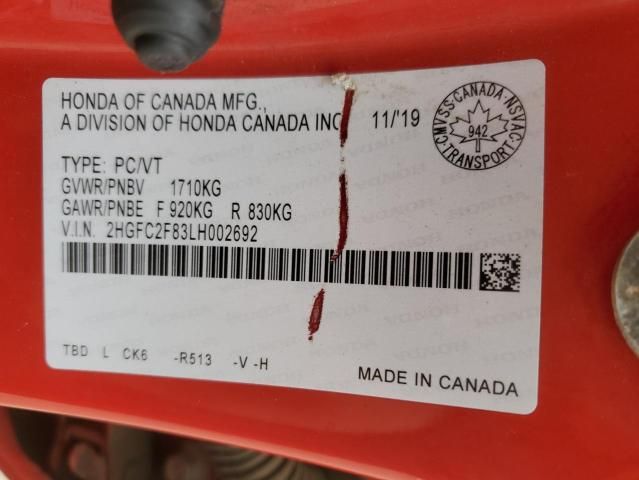 HONDA OF CANADA MFG.,
A DIVISION OF HONDA CANADA INC 11/'19
CMVSS·CANADA·NSVAC
942
TRANSPORT
TYPE: PC/VT
GVWR/PNBV 1710KG
GAWR/PNBE F 920KG R 830KG
V.I.N. 2HGFC2F83LH002692
TBD L CK6 -R513 -V -H
MADE IN CANADA